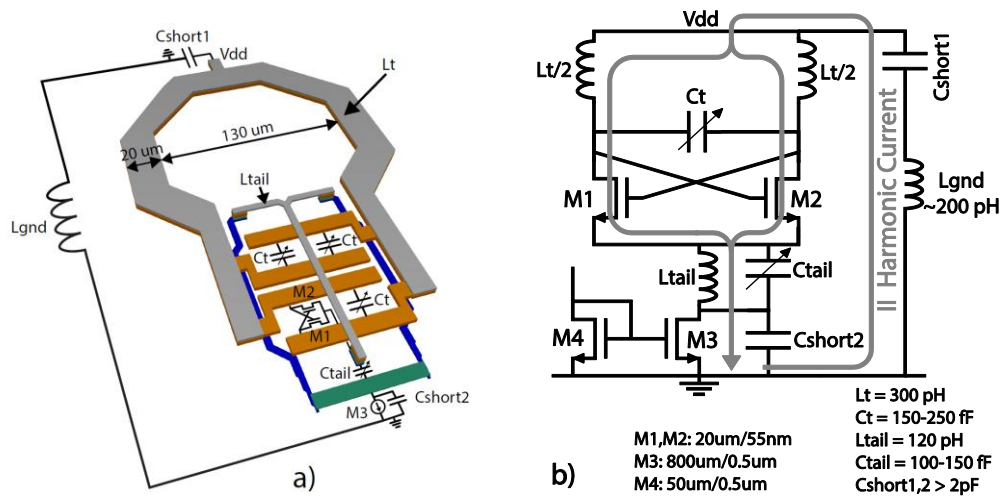 Cshort1
Vdd
Lt
130 um
20 um
Ltail
Lgnd
Ct
Ct
M2
Ct
M1
Ctail
Cshort2
M3
a)
Vdd
Lt/2
Lt/2
Cshort1
Ct
II Harmonic Current
M1
M2
Lgnd
~200 pH
Ltail
Ctail
M4
M3
Cshort2
Lt = 300 pH
Ct = 150-250 fF
M1,M2: 20um/55nm
Ltail = 120 pH
M3: 800um/0.5um
Ctail = 100-150 fF
M4: 50um/0.5um
Cshort1,2 > 2pF
b)